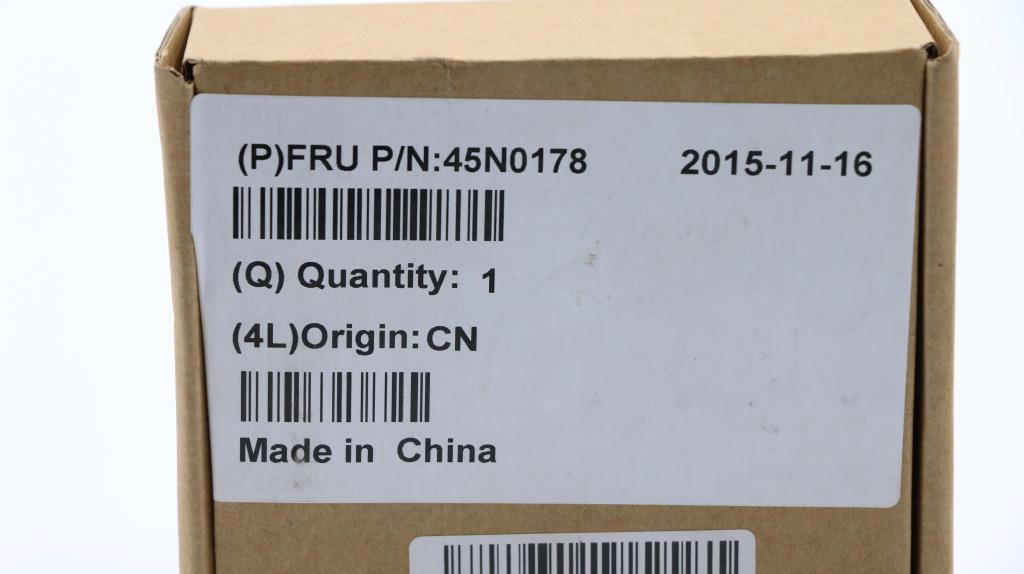 (P)FRU P/N:45N0178 2015-11-16
(Q) Quantity: 1
(4L)Origin:CN
Made in China